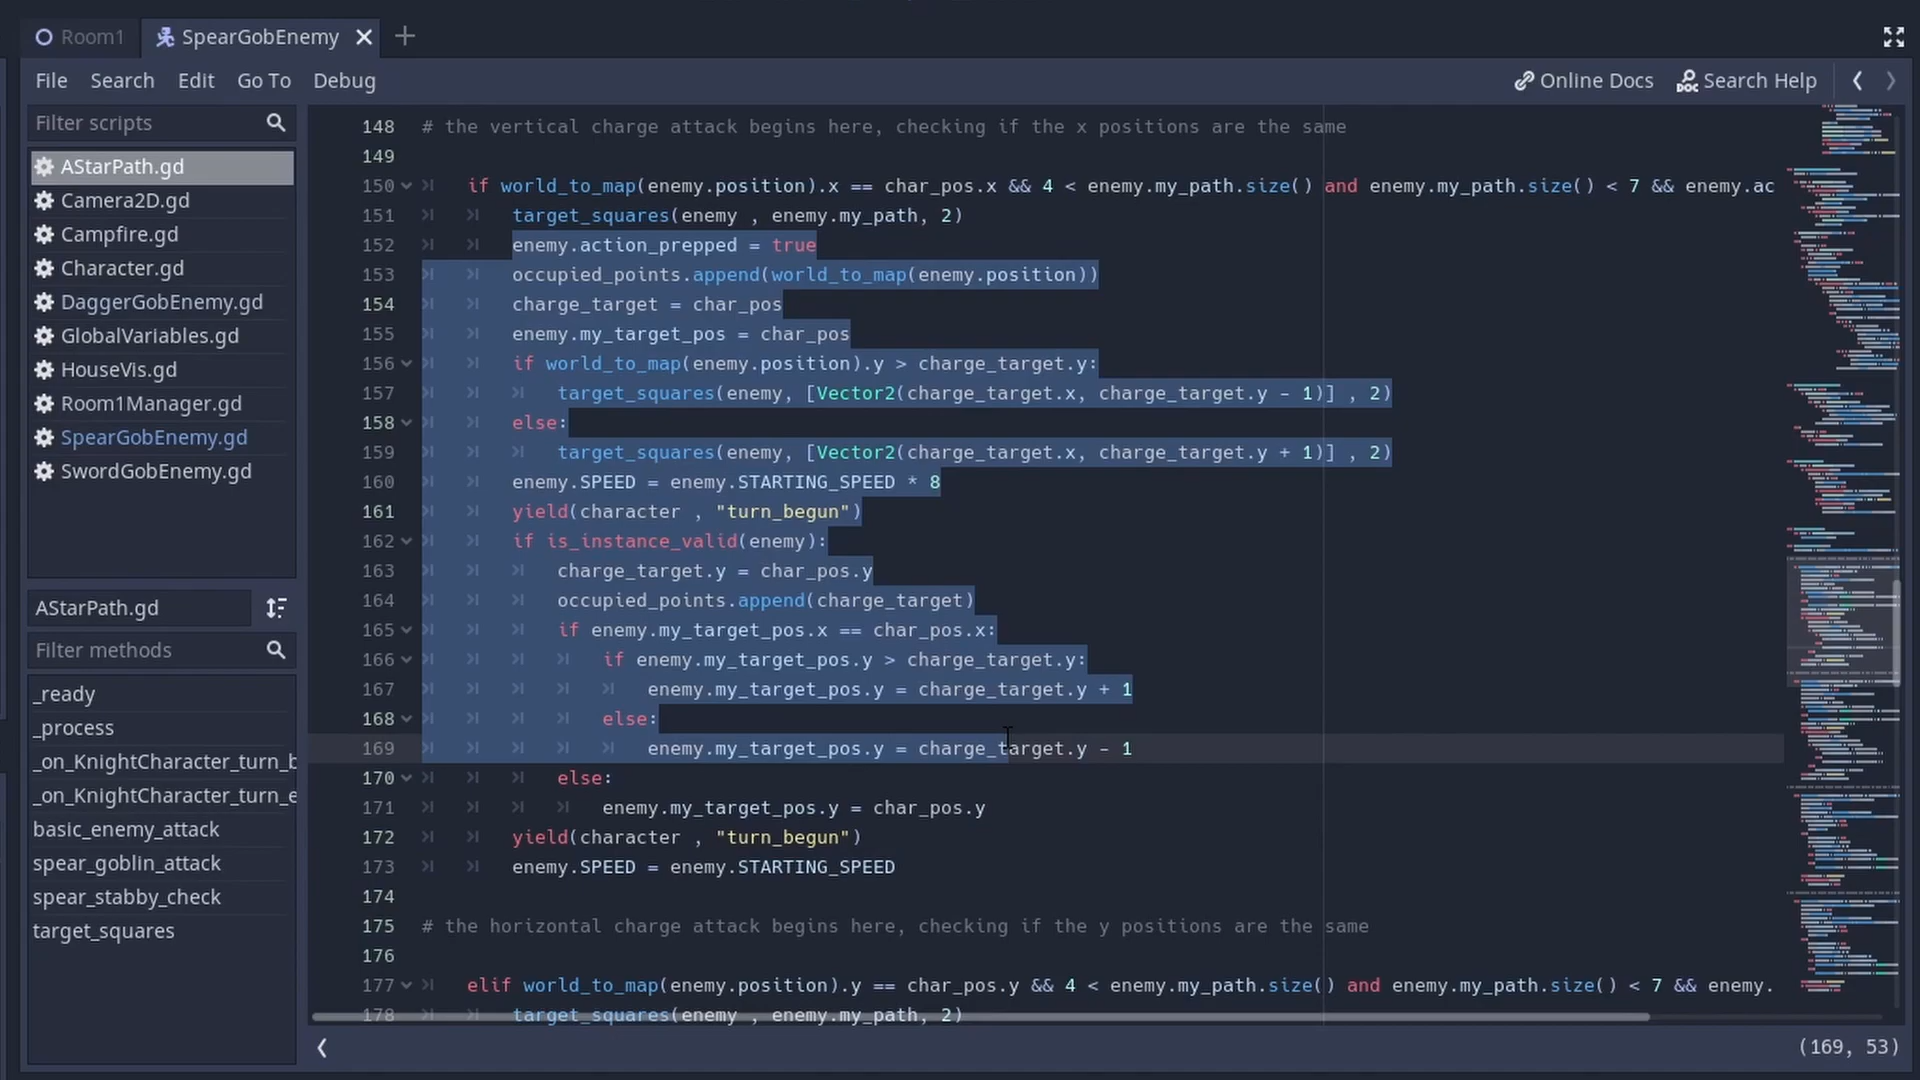 Room1
SpearGobEnemy
File
Search
Edit
Go To
Debug
Online Docs
Search Help
Filter scripts
AStarPath.gd
Camera2D.gd
Campfire.gd
Character.gd
DaggerGobEnemy.gd
GlobalVariables.gd
HouseVis.gd
Room1Manager.gd
SpearGobEnemy.gd
SwordGobEnemy.gd
AStarPath.gd
Filter methods
_ready
_process
_on_KnightCharacter_turn_b
_on_KnightCharacter_turn_e
basic_enemy_attack
spear_goblin_attack
spear_stabby_check
target_squares
148 # the vertical charge attack begins here, checking if the x positions are the same
149
150 if world_to_map(enemy.position).x == char_pos.x && 4 < enemy.my_path.size() and enemy.my_path.size() < 7 && enemy.ac
151 target_squares(enemy , enemy.my_path, 2)
152 enemy.action_prepped = true
153 occupied_points.append(world_to_map(enemy.position))
154 charge_target = char_pos
155 enemy.my_target_pos = char_pos
156 if world_to_map(enemy.position).y > charge_target.y:
157 target_squares(enemy, [Vector2(charge_target.x, charge_target.y - 1)] , 2)
158 else:
159 target_squares(enemy, [Vector2(charge_target.x, charge_target.y + 1)] , 2)
160 enemy.SPEED = enemy.STARTING_SPEED * 8
161 yield(character , "turn_begun")
162 if is_instance_valid(enemy):
163 charge_target.y = char_pos.y
164 occupied_points.append(charge_target)
165 if enemy.my_target_pos.x == char_pos.x:
166 if enemy.my_target_pos.y > charge_target.y:
167 enemy.my_target_pos.y = charge_target.y + 1
168 else:
169 enemy.my_target_pos.y = charge_target.y - 1
170 else:
171 enemy.my_target_pos.y = char_pos.y
172 yield(character , "turn_begun")
173 enemy.SPEED = enemy.STARTING_SPEED
174
175 # the horizontal charge attack begins here, checking if the y positions are the same
176
177 elif world_to_map(enemy.position).y == char_pos.y && 4 < enemy.my_path.size() and enemy.my_path.size() < 7 && enemy.
178 target_squares(enemy , enemy.my_path, 2)
(169, 53)